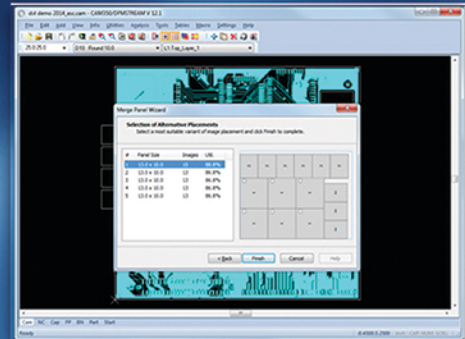 dst demo 2014_asc.cam - CAM350/DFMSTREAM V 12.1
File Edit Add View Info Utilities Analysis Tools Tables Macro Settings Help
25.0:25.0 D10 Round 10.0 L1:Top_Layer_1
Merge Panel Wizard
Selection of Alternative Placements
Select a most suitable variant of image placement and click Finish to complete.
# Panel Size Images Util.
1 13.0 x 10.0 13 86.8%
2 13.0 x 10.0 13 86.8%
3 13.0 x 10.0 13 86.8%
4 13.0 x 10.0 13 86.8%
5 13.0 x 10.0 13 86.8%
< Back Finish Cancel Help
Cam NC Cap PF BN Part Start
Ready